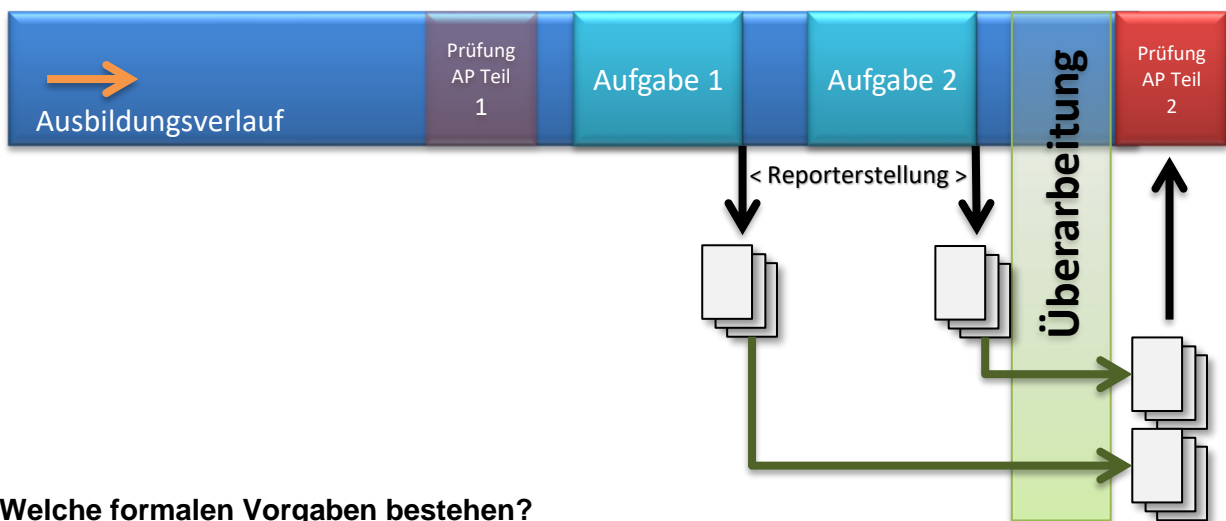 Ausbildungsverlauf
Prüfung
AP Teil
1
Aufgabe 1
Aufgabe 2
Überarbeitung
Prüfung
AP Teil
2
< Reporterstellung >
Welche formalen Vorgaben bestehen?